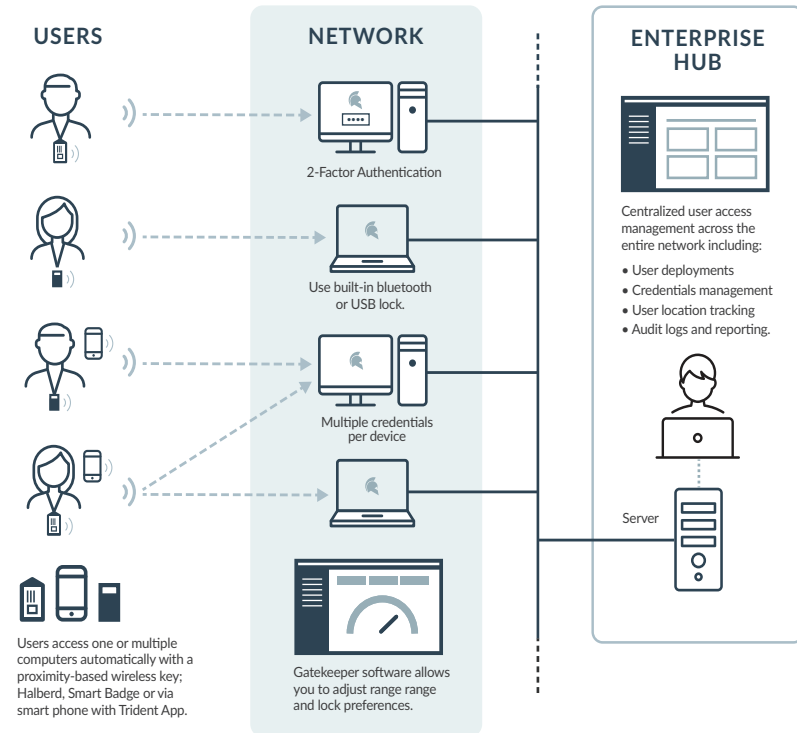 USERS
NETWORK
ENTERPRISE
HUB
2-Factor Authentication
Use built-in bluetooth
or USB lock.
Multiple credentials
per device
Centralized user access
management across the
entire network including:
• User deployments
• Credentials management
• User location tracking
• Audit logs and reporting.
Server
Users access one or multiple
computers automatically with a
proximity-based wireless key;
Halberd, Smart Badge or via
smart phone with Trident App.
Gatekeeper software allows
you to adjust range range
and lock preferences.